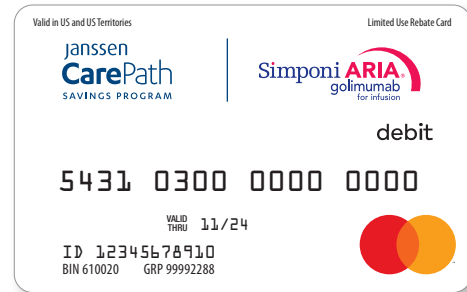 Valid in US and US Territories
Limited Use Rebate Card
Janssen
CarePath
SAVINGS PROGRAM
Simponi ARIA®
golimumab
for infusion
debit
5431 0300 0000 0000
VALID THRU 11/24
ID 12345678910
BIN 610020 GRP 99992288